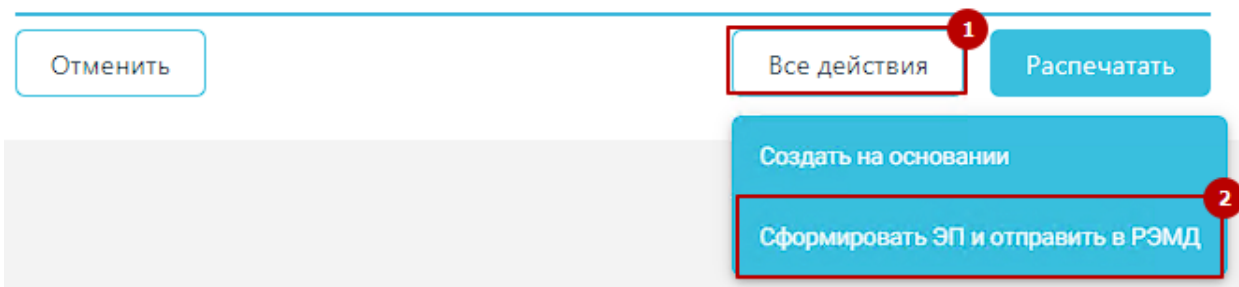 1
Отменить Все действия Распечатать
Создать на основании
2
Сформировать ЭП и отправить в РЭМД